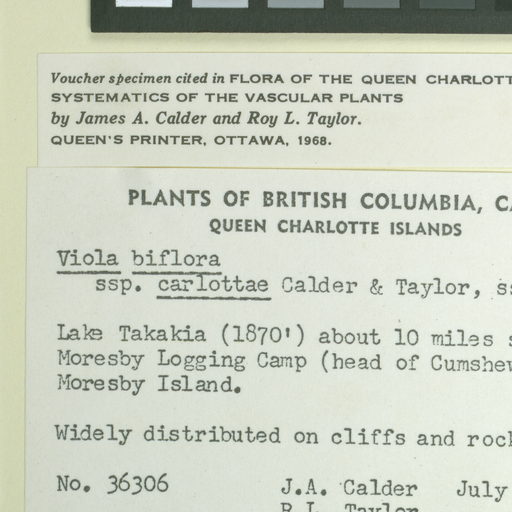 Voucher specimen cited in FLORA OF THE QUEEN
SYSTEMATICS OF THE VASCULAR PLANTS
by James A. Calder and Roy L. Taylor.
QUEEN'S PRINTER, OTTAWA, 1968.
PLANTS OF BRITISH COLUMBIA,
QUEEN CHARLOTTE ISLANDS
Viola biflora
ssp. carlottae Calder & Taylor,
Lake Takakia (1870') about 10 miles
Moresby Logging Camp (head of
Moresby Island.
Widely distributed on cliffs and
No. 36306 J.A. Calder July
R.L. Taylor